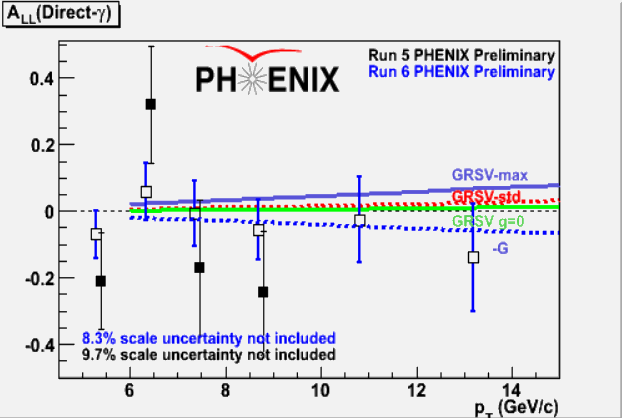 A_LL(Direct-γ)
PHENIX
Run 5 PHENIX Preliminary
Run 6 PHENIX Preliminary
0.4
0.2
0
-0.2
-0.4
GRSV-max
GRSV-std
GRSV g=0
-G
8.3% scale uncertainty not included
9.7% scale uncertainty not included
6 8 10 12 14
p_T (GeV/c)